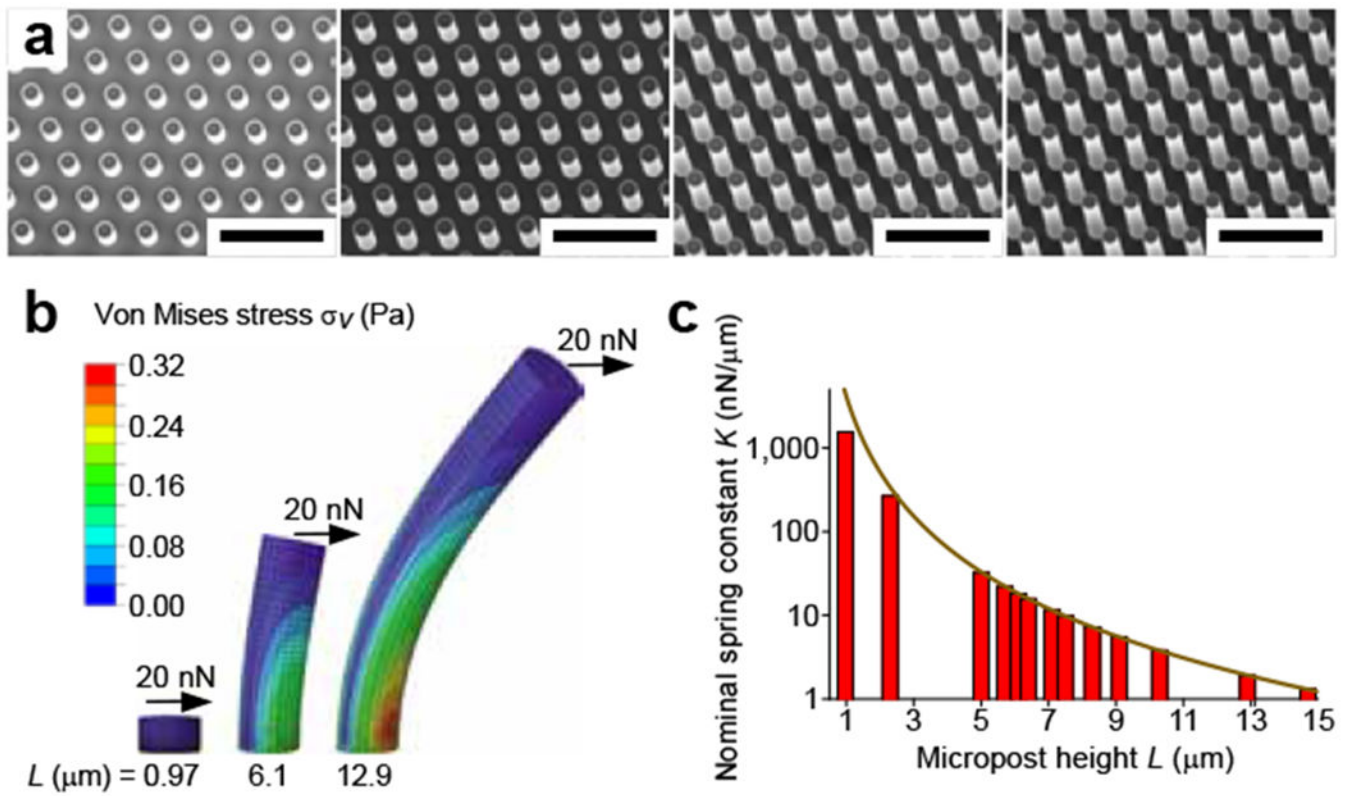 a
b Von Mises stress σV (Pa)
0.32
0.24
0.16
0.08
0.00
20 nN
20 nN
20 nN
L (μm) = 0.97 6.1 12.9
c
Nominal spring constant K (nN/μm)
1,000
100
10
1
1 3 5 7 9 11 13 15
Micropost height L (μm)